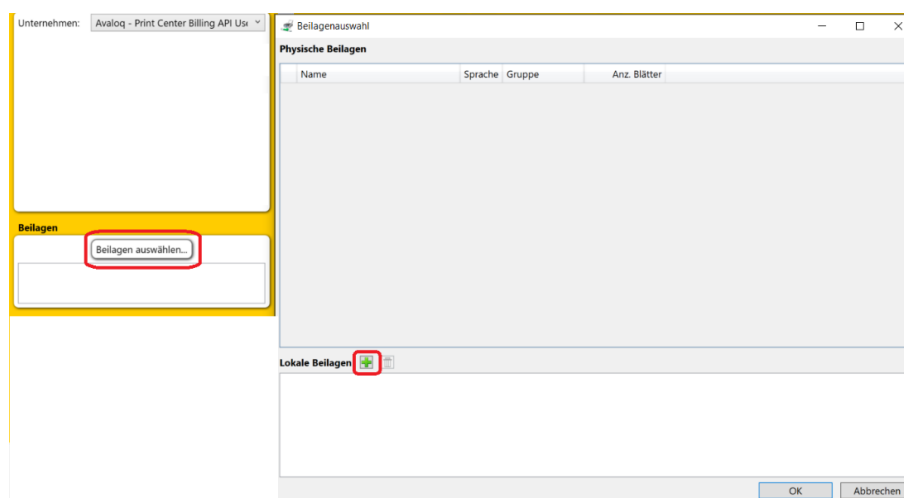 Unternehmen: Avaloq - Print Center Billing API Use
Beilagen
Beilagen auswählen...
Beilagenauswahl
Physische Beilagen
Name Sprache Gruppe Anz. Blätter
Lokale Beilagen
OK Abbrechen